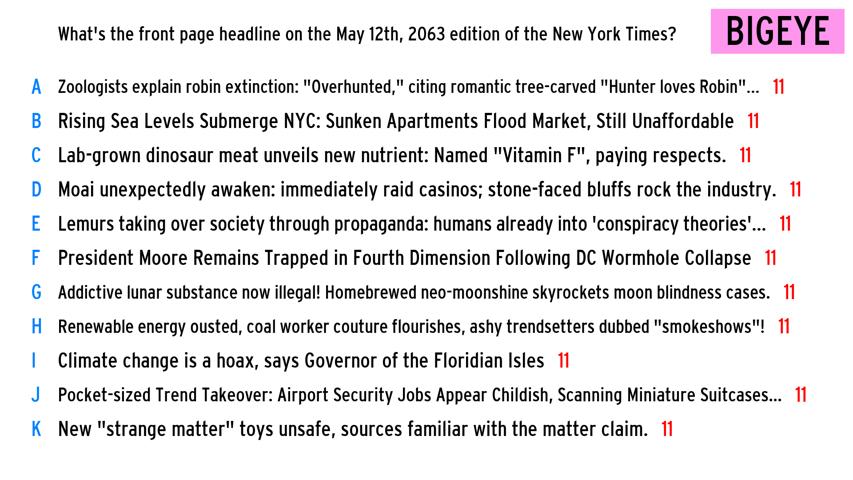 What's the front page headline on the May 12th, 2063 edition of the New York Times?
BIGEYE
A Zoologists explain robin extinction: "Overhunted," citing romantic tree-carved "Hunter loves Robin"... 11
B Rising Sea Levels Submerge NYC: Sunken Apartments Flood Market, Still Unaffordable 11
C Lab-grown dinosaur meat unveils new nutrient: Named "Vitamin F", paying respects. 11
D Moai unexpectedly awaken: immediately raid casinos; stone-faced bluffs rock the industry. 11
E Lemurs taking over society through propaganda: humans already into 'conspiracy theories'... 11
F President Moore Remains Trapped in Fourth Dimension Following DC Wormhole Collapse 11
G Addictive lunar substance now illegal! Homebrewed neo-moonshine skyrockets moon blindness cases. 11
H Renewable energy ousted, coal worker couture flourishes, ashy trendsetters dubbed "smokeshows"! 11
I Climate change is a hoax, says Governor of the Floridian Isles 11
J Pocket-sized Trend Takeover: Airport Security Jobs Appear Childish, Scanning Miniature Suitcases... 11
K New "strange matter" toys unsafe, sources familiar with the matter claim. 11